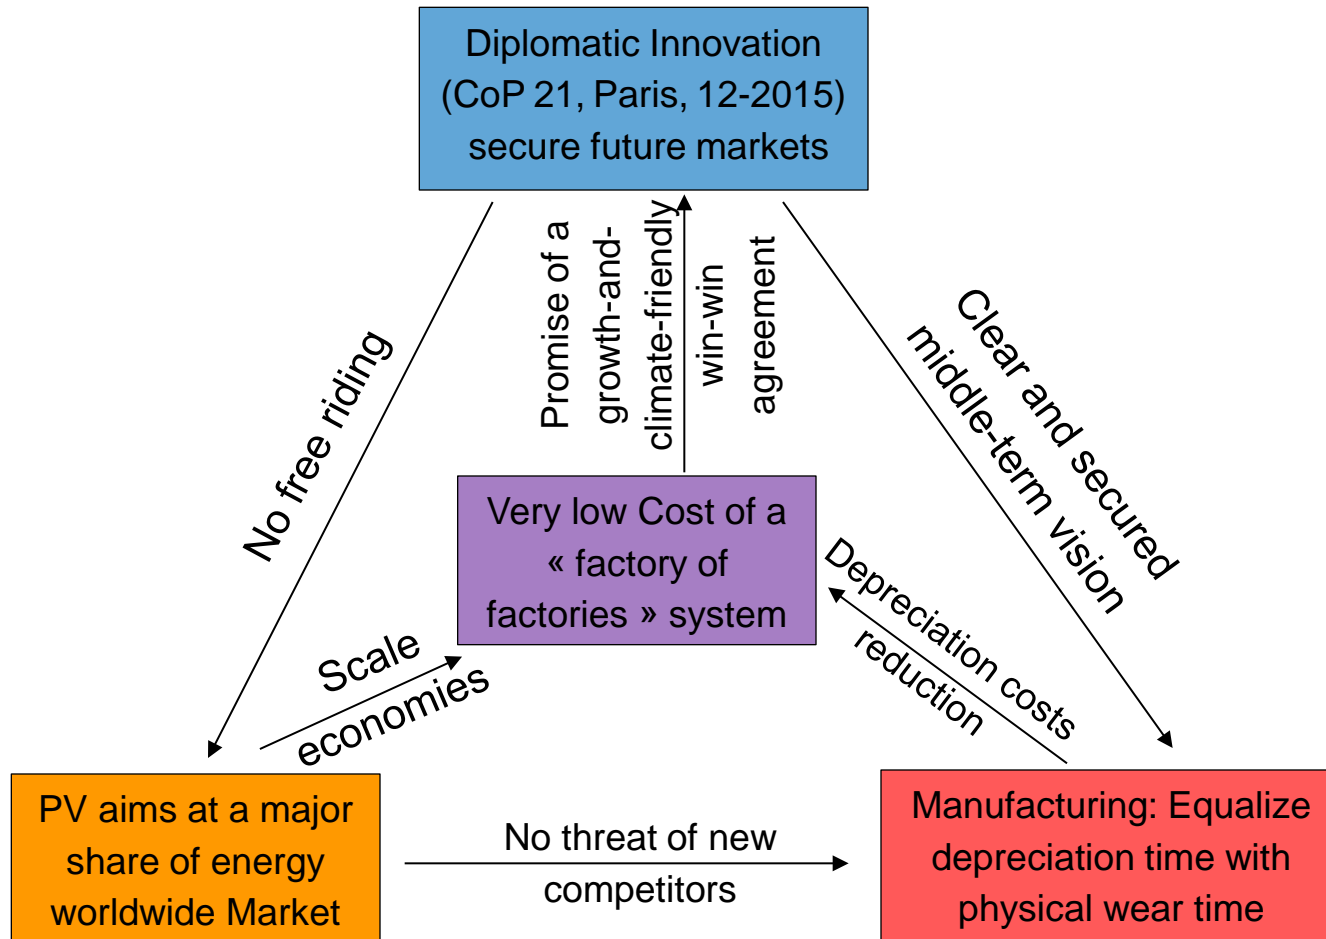 Diplomatic Innovation
(CoP 21, Paris, 12-2015)
secure future markets
Promise of a
growth-and-
climate-friendly
win-win
agreement
No free riding
Clear and secured
middle-term vision
Very low Cost of a
« factory of
factories » system
Scale
economies
Depreciation costs
reduction
PV aims at a major
share of energy
worldwide Market
No threat of new
competitors
Manufacturing: Equalize
depreciation time with
physical wear time